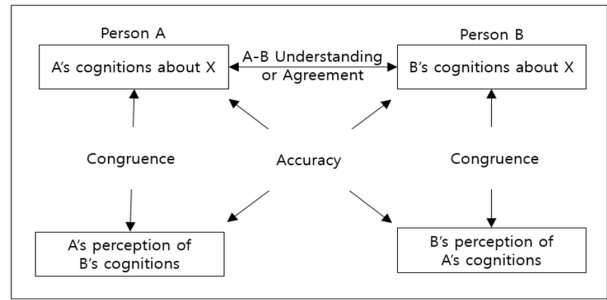 Person A
Person B
A's cognitions about X
A-B Understanding
or Agreement
B's cognitions about X
Congruence
Accuracy
Congruence
A's perception of
B's cognitions
B's perception of
A's cognitions